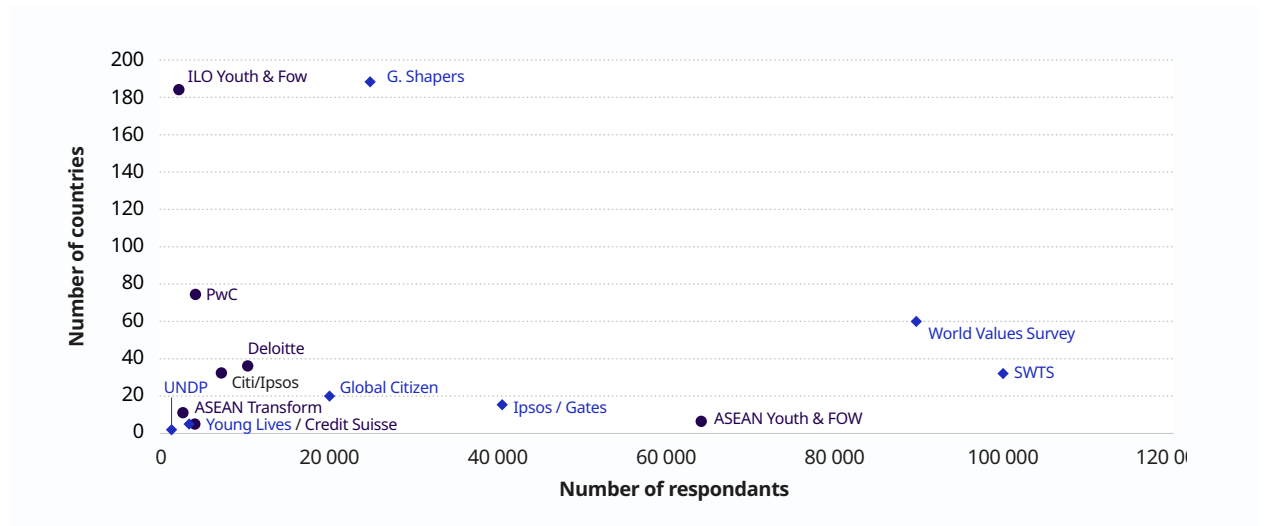 200
ILO Youth & Fow
G. Shapers
180
160
140
120
100
80
PwC
60
World Values Survey
Deloitte
40
Citi/Ipsos
SWTS
UNDP
Global Citizen
20
ASEAN Transform
Ipsos / Gates
ASEAN Youth & FOW
Young Lives / Credit Suisse
0
Number of countries
0 20 000 40 000 60 000 80 000 100 000 120 0
Number of respondants